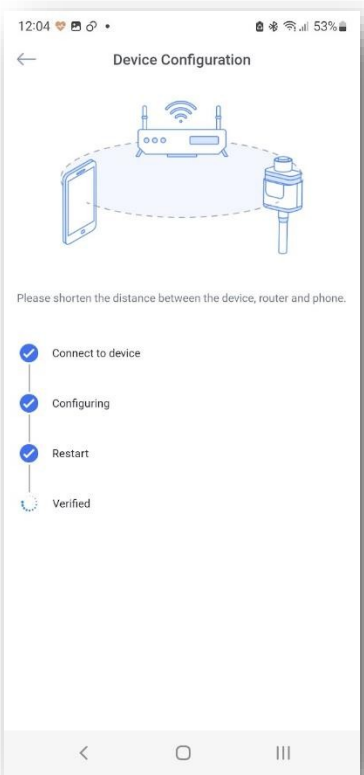 12:04 53%
Device Configuration
Please shorten the distance between the device, router and phone.
Connect to device
Configuring
Restart
Verified